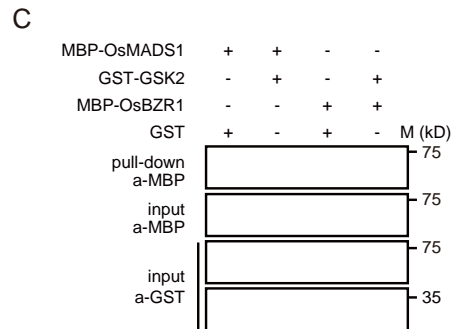 C
MBP-OsMADS1 + + - -
GST-GSK2 - + - +
MBP-OsBZR1 - - + +
GST + - + - M (kD)
pull-down
a-MBP
75
input
a-MBP
75
input
a-GST
75
35